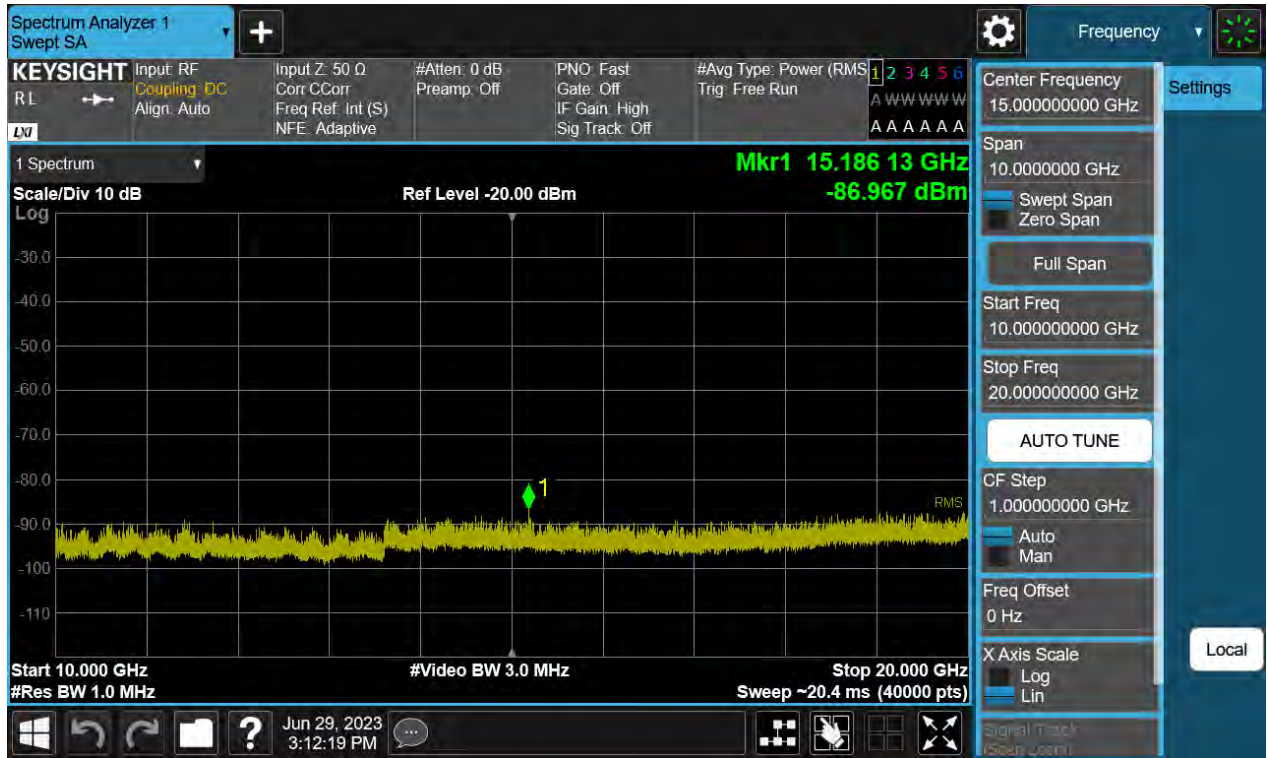 Spectrum Analyzer 1
Swept SA
Frequency
KEYSIGHT
RL
LXI
Input: RF
Coupling: DC
Align: Auto
Input Z: 50 Ω
Corr CCorr
Freq Ref: Int (S)
NFE: Adaptive
#Atten: 0 dB
Preamp: Off
PNO: Fast
Gate: Off
IF Gain: High
Sig Track: Off
#Avg Type: Power (RMS
Trig: Free Run
1 2 3 4 5 6
A W W W W W
A A A A A A
1 Spectrum
Mkr1 15.186 13 GHz
-86.967 dBm
Scale/Div 10 dB
Ref Level -20.00 dBm
Log
-30.0
-40.0
-50.0
-60.0
-70.0
-80.0
-90.0
-100
-110
1
RMS
Start 10.000 GHz
#Video BW 3.0 MHz
Stop 20.000 GHz
#Res BW 1.0 MHz
Sweep ~20.4 ms (40000 pts)
Center Frequency
15.000000000 GHz
Settings
Span
10.0000000 GHz
Swept Span
Zero Span
Full Span
Start Freq
10.000000000 GHz
Stop Freq
20.000000000 GHz
AUTO TUNE
CF Step
1.000000000 GHz
Auto
Man
Freq Offset
0 Hz
X Axis Scale
Log
Lin
Local
Signal Track
(Span Zoom)
?
Jun 29, 2023
3:12:19 PM